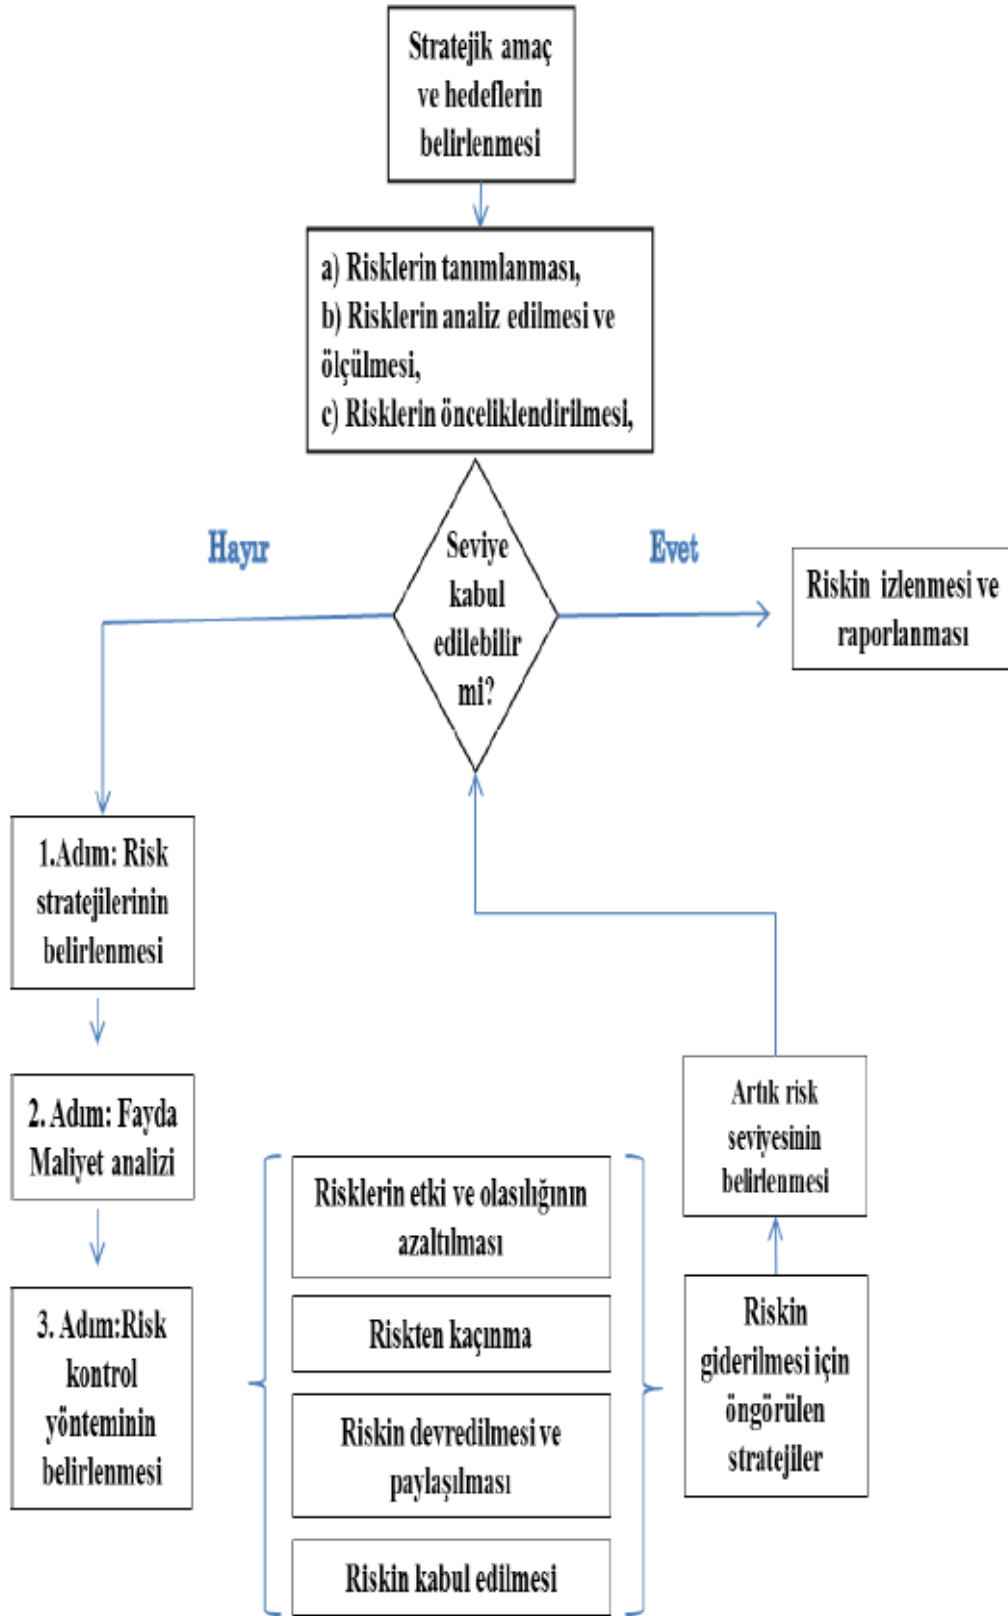 Stratejik amaç
ve hedeflerin
belirlenmesi
a) Risklerin tanımlanması,
b) Risklerin analiz edilmesi ve
ölçülmesi,
c) Risklerin önceliklendirilmesi,
Hayır
Seviye
kabul
edilebilir
mi?
Evet
Riskin izlenmesi ve
raporlanması
1.Adım: Risk
stratejilerinin
belirlenmesi
2. Adım: Fayda
Maliyet analizi
3. Adım:Risk
kontrol
yönteminin
belirlenmesi
Risklerin etki ve olasılığının
azaltılması
Riskten kaçınma
Riskin devredilmesi ve
paylaşılması
Riskin kabul edilmesi
Riskin
giderilmesi için
öngörülen
stratejiler
Artık risk
seviyesinin
belirlenmesi